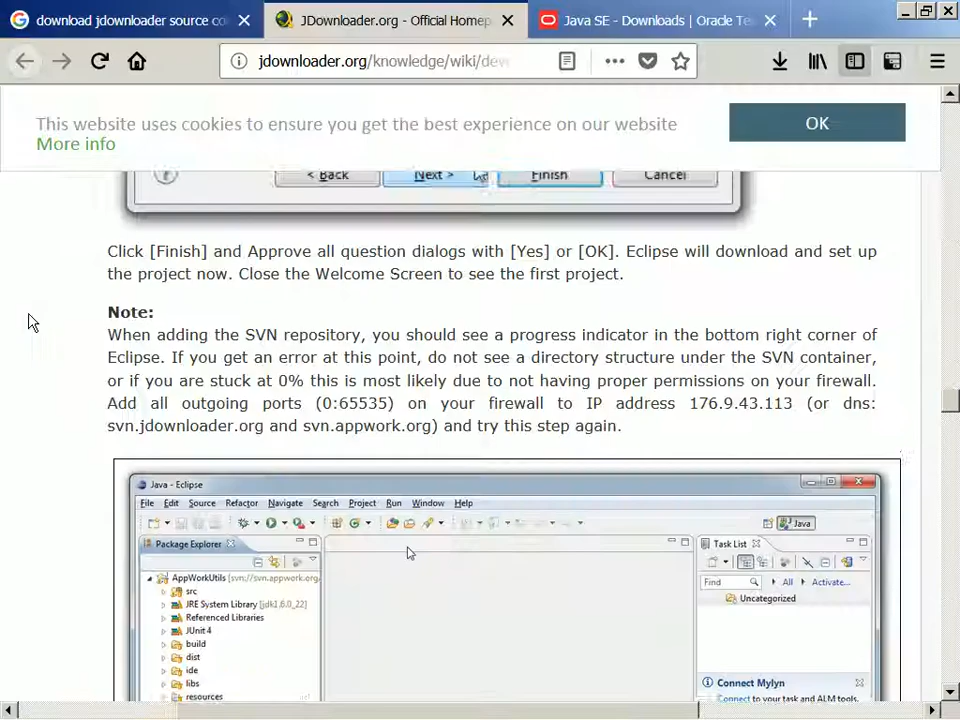 download jdownloader source co
JDownloader.org - Official Homep
Java SE - Downloads | Oracle Te
jdownloader.org/knowledge/wiki/dev
This website uses cookies to ensure you get the best experience on our website
More info
OK
< Back
Next >
Finish
Cancel
Click [Finish] and Approve all question dialogs with [Yes] or [OK]. Eclipse will download and set up
the project now. Close the Welcome Screen to see the first project.
Note:
When adding the SVN repository, you should see a progress indicator in the bottom right corner of
Eclipse. If you get an error at this point, do not see a directory structure under the SVN container,
or if you are stuck at 0% this is most likely due to not having proper permissions on your firewall.
Add all outgoing ports (0:65535) on your firewall to IP address 176.9.43.113 (or dns:
svn.jdownloader.org and svn.appwork.org) and try this step again.
Java - Eclipse
File Edit Source Refactor Navigate Search Project Run Window Help
Java
Package Explorer
Task List
AppWorkUtils [svn://svn.appwork.org
Find
All
Activate...
src
Uncategorized
JRE System Library [jdk1.6.0_22]
Referenced Libraries
JUnit 4
build
dist
ide
libs
Connect Mylyn
resources
Connect to your task and ALM tools.